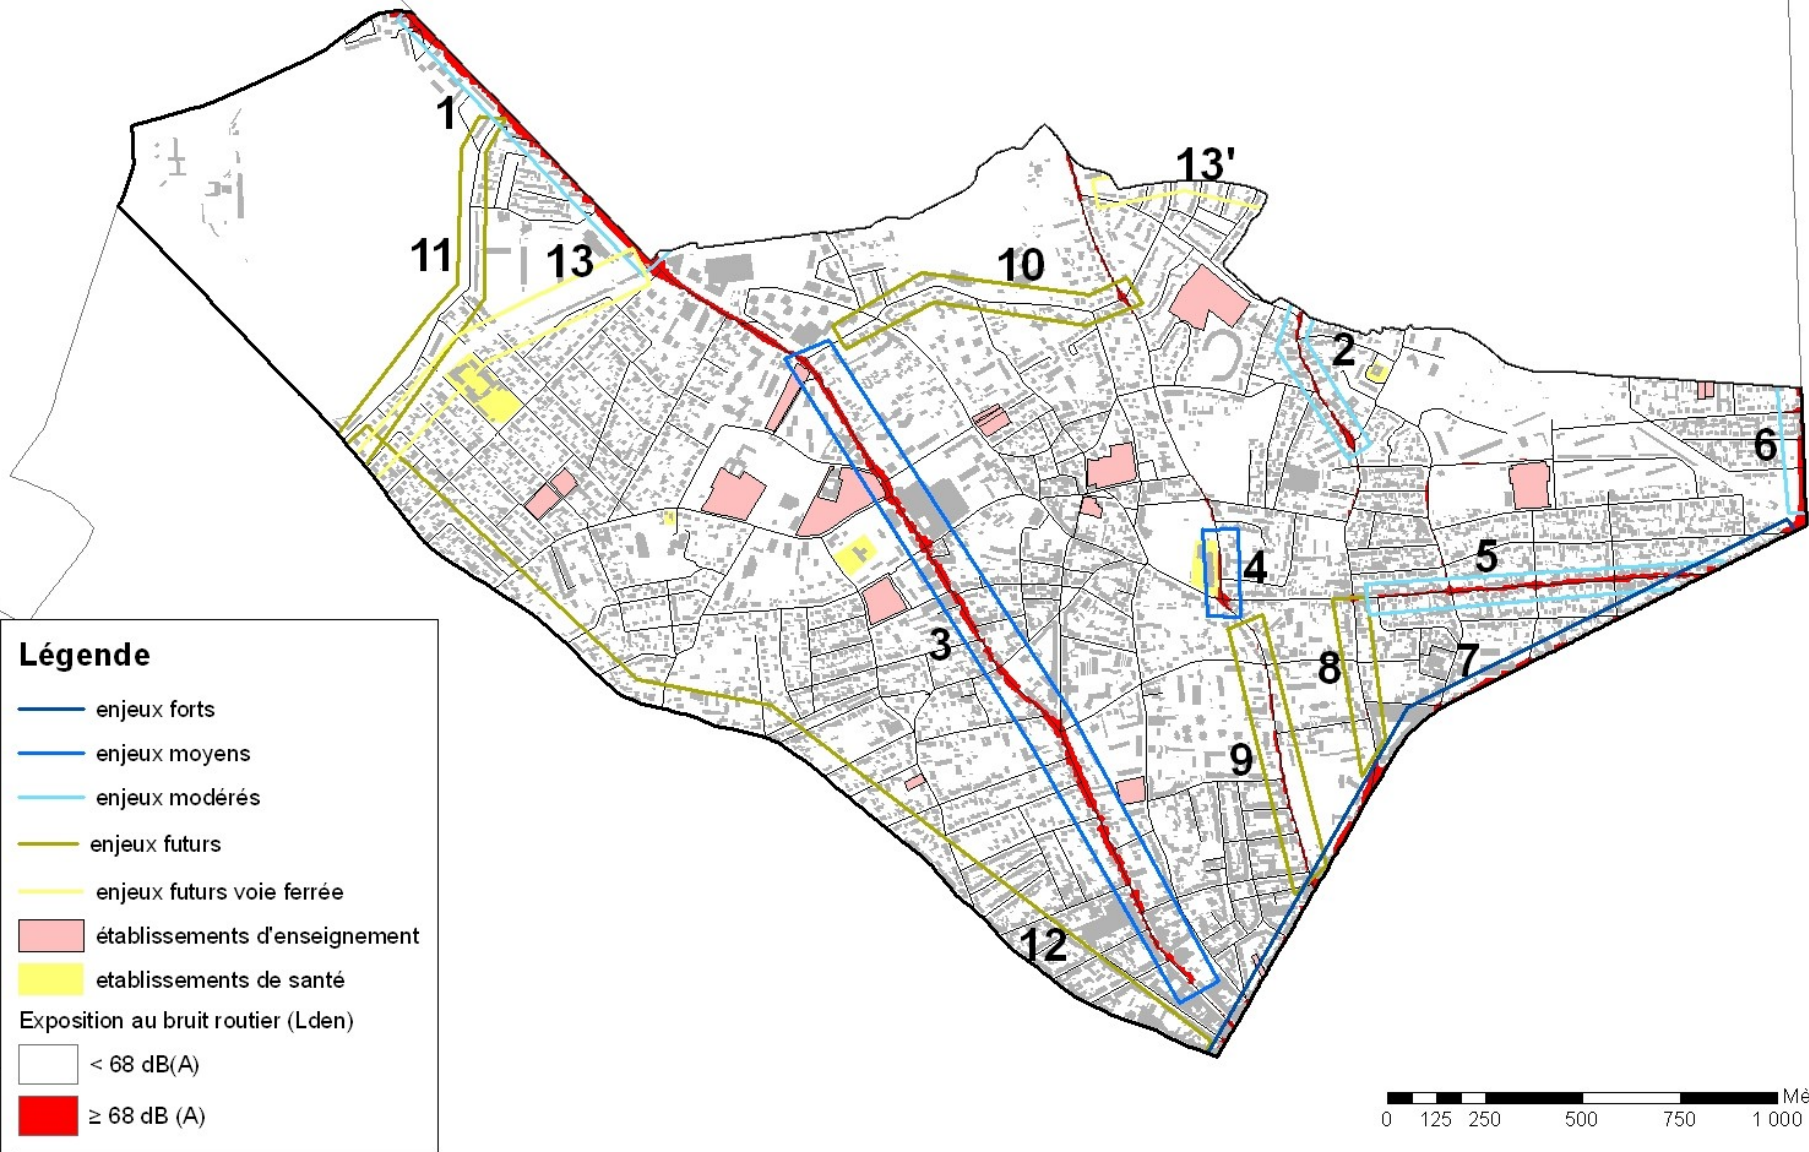 1
13'
11
13
10
2
6
5
4
3
8
7
9
12
Légende
enjeux forts
enjeux moyens
enjeux modérés
enjeux futurs
enjeux futurs voie ferrée
établissements d'enseignement
etablissements de santé
Exposition au bruit routier (Lden)
< 68 dB(A)
≥ 68 dB (A)
Mè
0 125 250 500 750 1 000